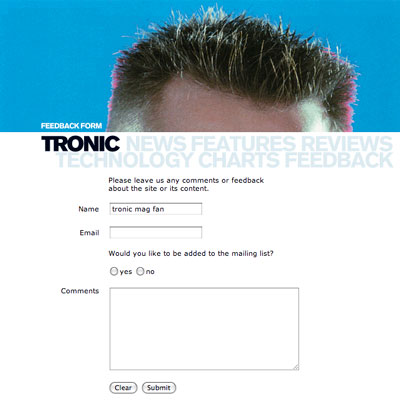 FEEDBACK FORM
TRONIC NEWS FEATURES REVIEWS
TECHNOLOGY CHARTS FEEDBACK
Please leave us any comments or feedback
about the site or its content.
Name tronic mag fan
Email
Would you like to be added to the mailing list?
yes no
Comments
Clear Submit